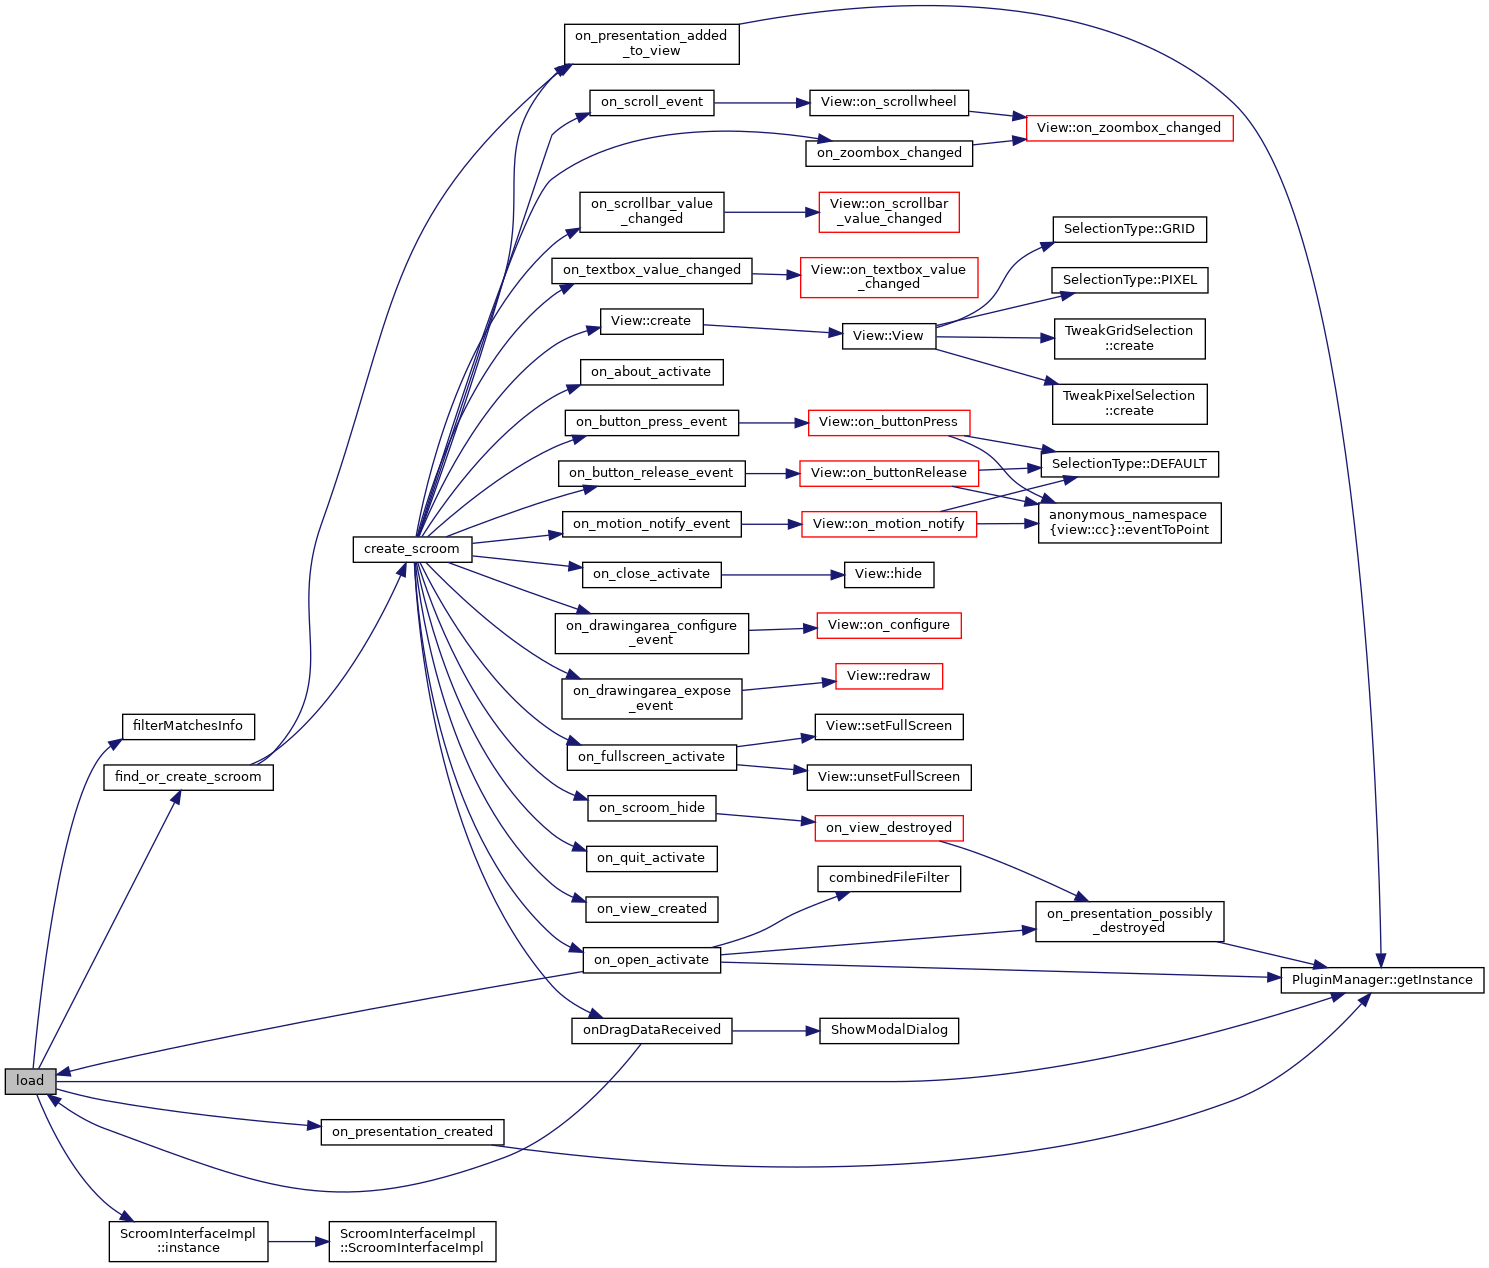 on_presentation_added
_to_view
on_scroll_event
View::on_scrollwheel
View::on_zoombox_changed
on_zoombox_changed
on_scrollbar_value
_changed
View::on_scrollbar
_value_changed
SelectionType::GRID
on_textbox_value_changed
View::on_textbox_value
_changed
SelectionType::PIXEL
View::create
View::View
TweakGridSelection
::create
on_about_activate
TweakPixelSelection
::create
on_button_press_event
View::on_buttonPress
SelectionType::DEFAULT
on_button_release_event
View::on_buttonRelease
on_motion_notify_event
View::on_motion_notify
anonymous_namespace
{view::cc}::eventToPoint
create_scroom
on_close_activate
View::hide
on_drawingarea_configure
_event
View::on_configure
on_drawingarea_expose
_event
View::redraw
filterMatchesInfo
View::setFullScreen
on_fullscreen_activate
find_or_create_scroom
View::unsetFullScreen
on_scroom_hide
on_view_destroyed
on_quit_activate
combinedFileFilter
on_view_created
on_presentation_possibly
_destroyed
on_open_activate
PluginManager::getInstance
onDragDataReceived
ShowModalDialog
load
on_presentation_created
ScroomInterfaceImpl
::instance
ScroomInterfaceImpl
::ScroomInterfaceImpl